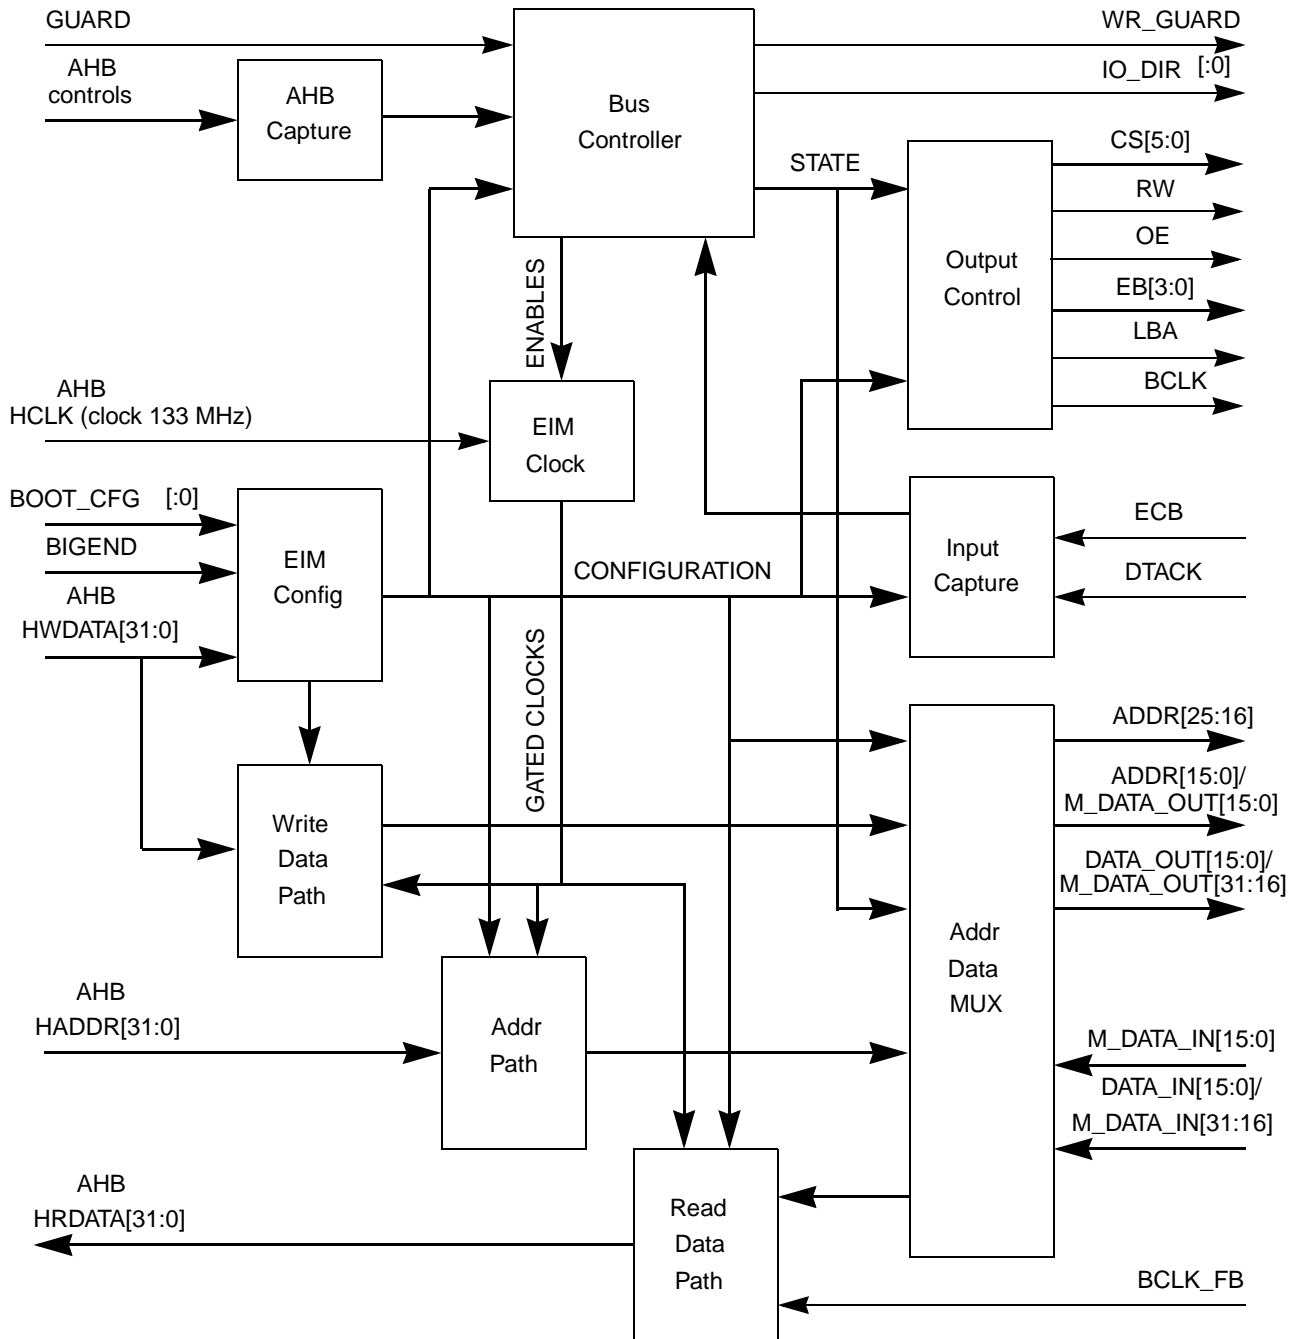 GUARD
WR_GUARD
AHB
controls
IO_DIR [:0]
AHB
Capture
Bus
Controller
STATE
CS[5:0]
RW
OE
EB[3:0]
LBA
BCLK
Output
Control
ENABLES
AHB
HCLK (clock 133 MHz)
EIM
Clock
BOOT_CFG [:0]
BIGEND
AHB
HWDATA[31:0]
EIM
Config
CONFIGURATION
Input
Capture
ECB
DTACK
GATED CLOCKS
Write
Data
Path
ADDR[25:16]
ADDR[15:0]/
M_DATA_OUT[15:0]
DATA_OUT[15:0]/
M_DATA_OUT[31:16]
Addr
Data
MUX
AHB
HADDR[31:0]
Addr
Path
M_DATA_IN[15:0]
DATA_IN[15:0]/
M_DATA_IN[31:16]
AHB
HRDATA[31:0]
Read
Data
Path
BCLK_FB